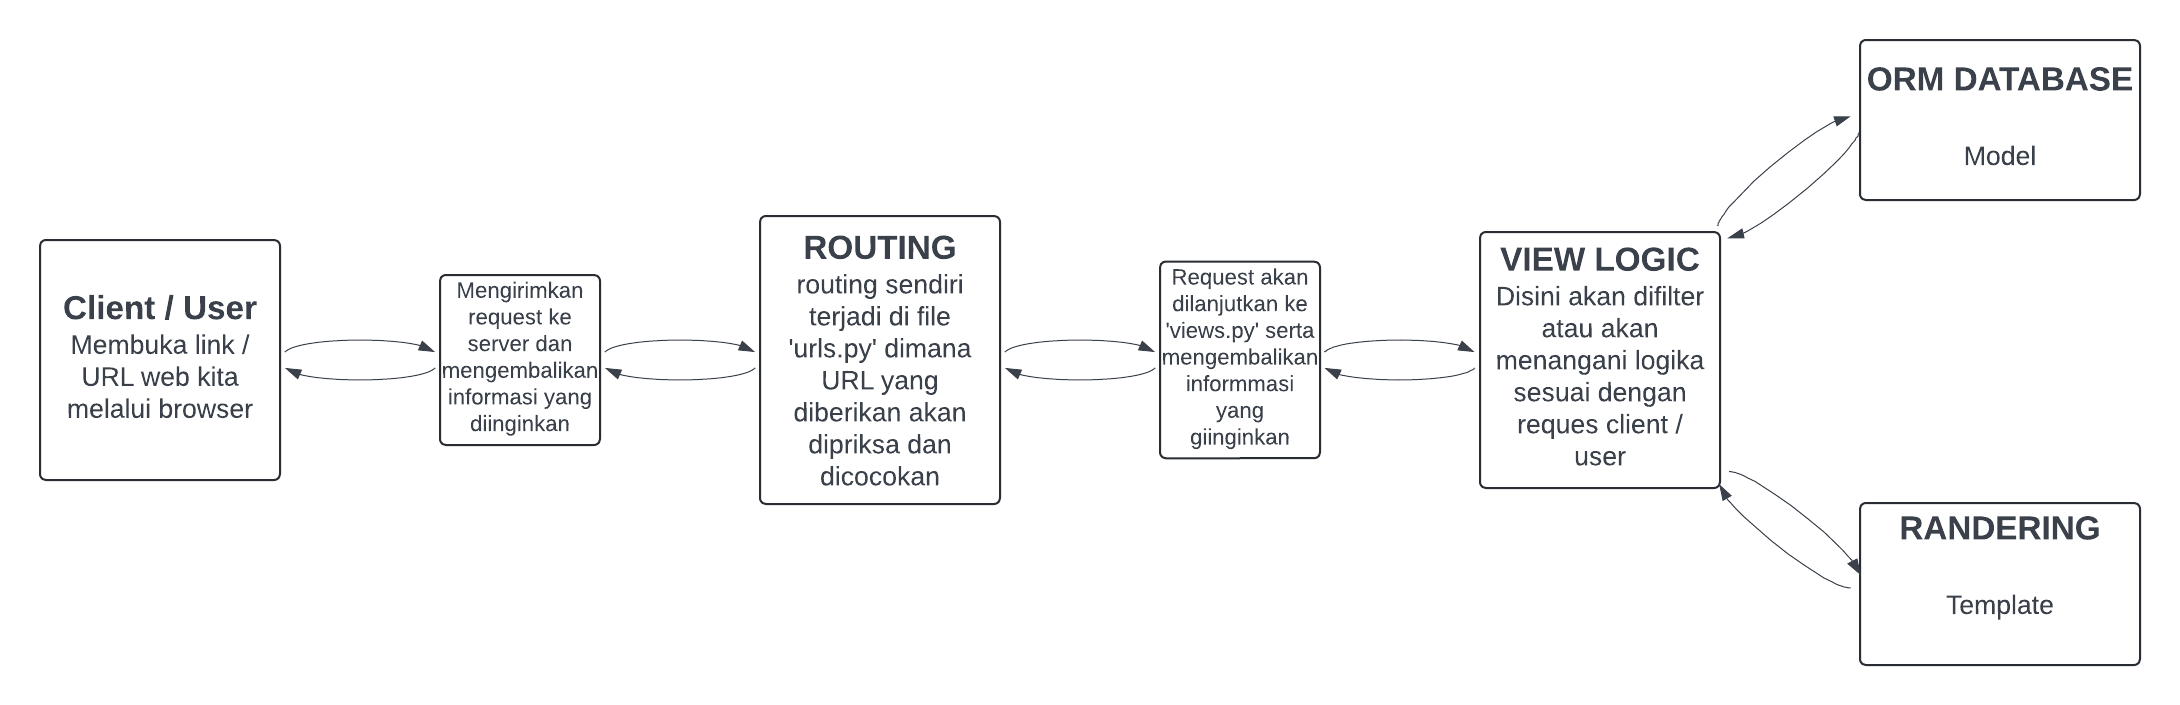 Client / User
Membuka link /
URL web kita
melalui browser
Mengirimkan
request ke
server dan
mengembalikan
informasi yang
diinginkan
ROUTING
routing sendiri
terjadi di file
'urls.py' dimana
URL yang
diberikan akan
dipriksa dan
dicocokan
Request akan
dilanjutkan ke
'views.py' serta
mengembalikan
informmasi
yang
giinginkan
VIEW LOGIC
Disini akan difilter
atau akan
menangani logika
sesuai dengan
reques client /
user
ORM DATABASE
Model
RANDERING
Template